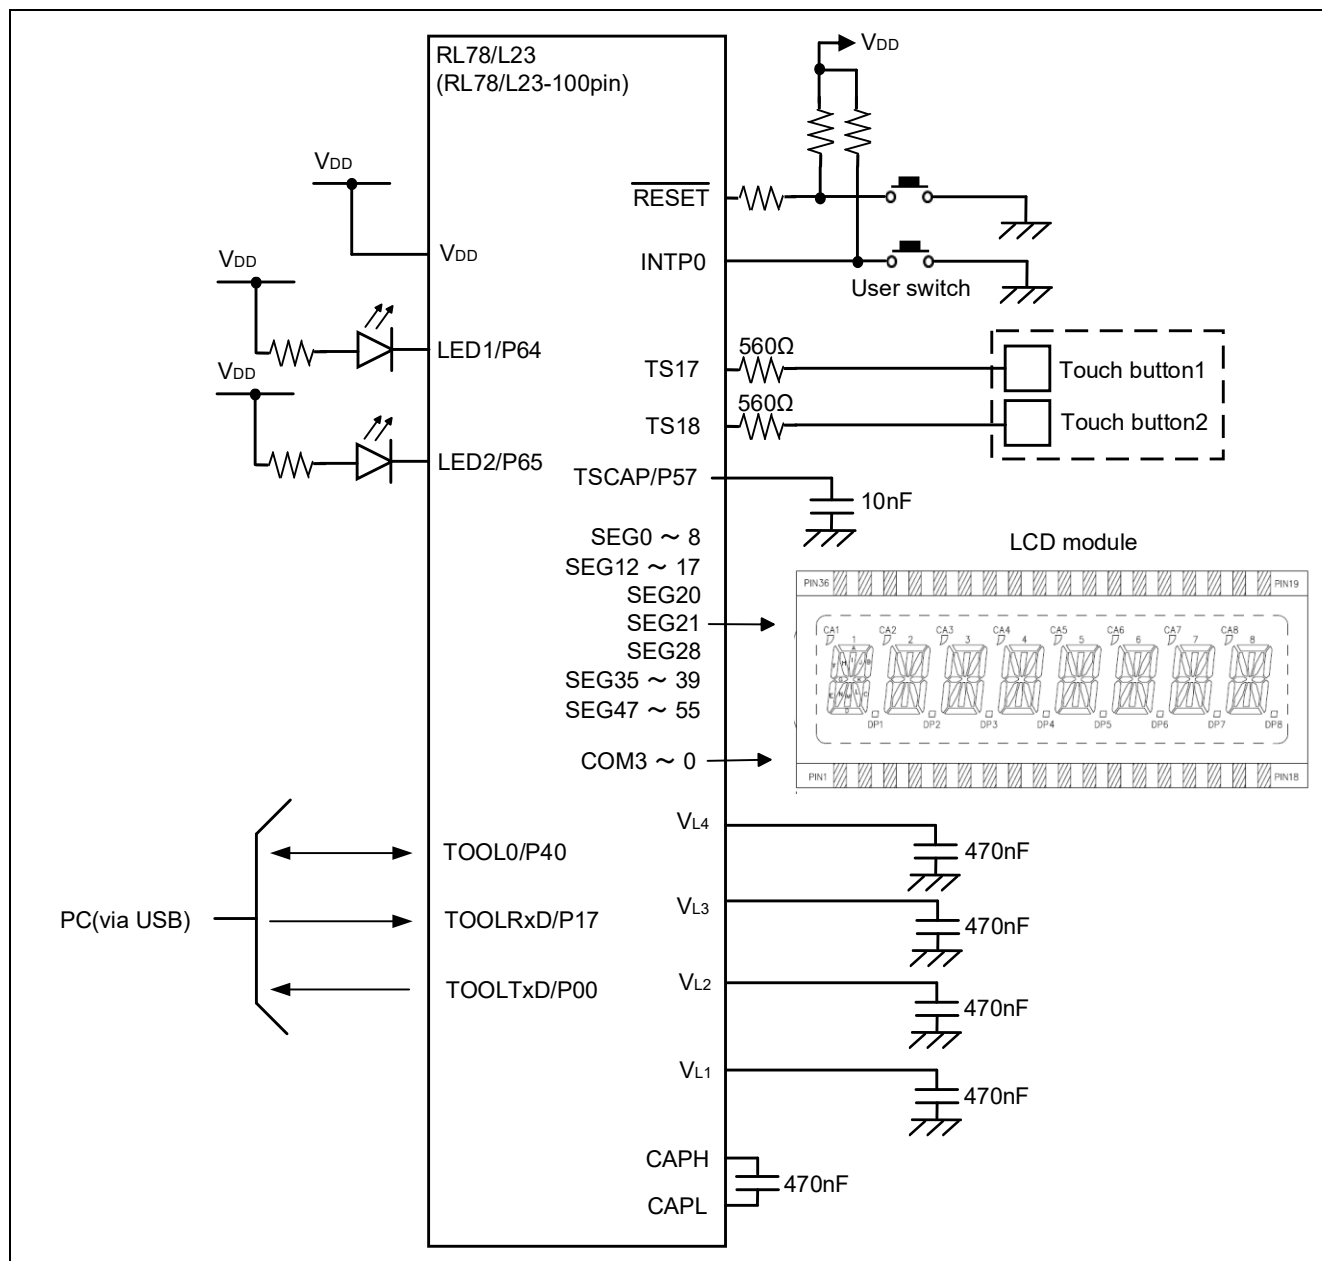 RL78/L23
(RL78/L23-100pin)
VDD
VDD
VDD
VDD
VDD
RESET
INTP0
User switch
LED1/P64
LED2/P65
560Ω
TS17
Touch button1
560Ω
TS18
Touch button2
TSCAP/P57
10nF
SEG0 ～ 8
SEG12 ～ 17
SEG20
SEG21
SEG28
SEG35 ～ 39
SEG47 ～ 55
COM3 ～ 0
LCD module
PIN36
PIN19
CA1 CA2 CA3 CA4 CA5 CA6 CA7 CA8
1 2 3 4 5 6 7 8
DP1 DP2 DP3 DP4 DP5 DP6 DP7 DP8
PIN1
PIN18
PC(via USB)
TOOL0/P40
TOOLRxD/P17
TOOLTxD/P00
VL4
470nF
VL3
470nF
VL2
470nF
VL1
470nF
CAPH
470nF
CAPL